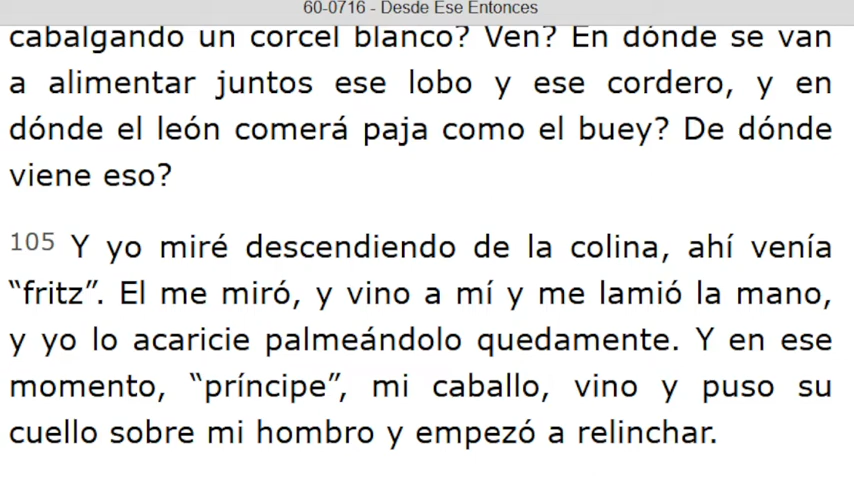 60-0716 - Desde Ese Entonces
cabalgando un corcel blanco? Ven? En dónde se van
a alimentar juntos ese lobo y ese cordero, y en
dónde el león comerá paja como el buey? De dónde
viene eso?
105 Y yo miré descendiendo de la colina, ahí venía
“fritz”. El me miró, y vino a mí y me lamió la mano,
y yo lo acaricie palmeándolo quedamente. Y en ese
momento, “príncipe”, mi caballo, vino y puso su
cuello sobre mi hombro y empezó a relinchar.